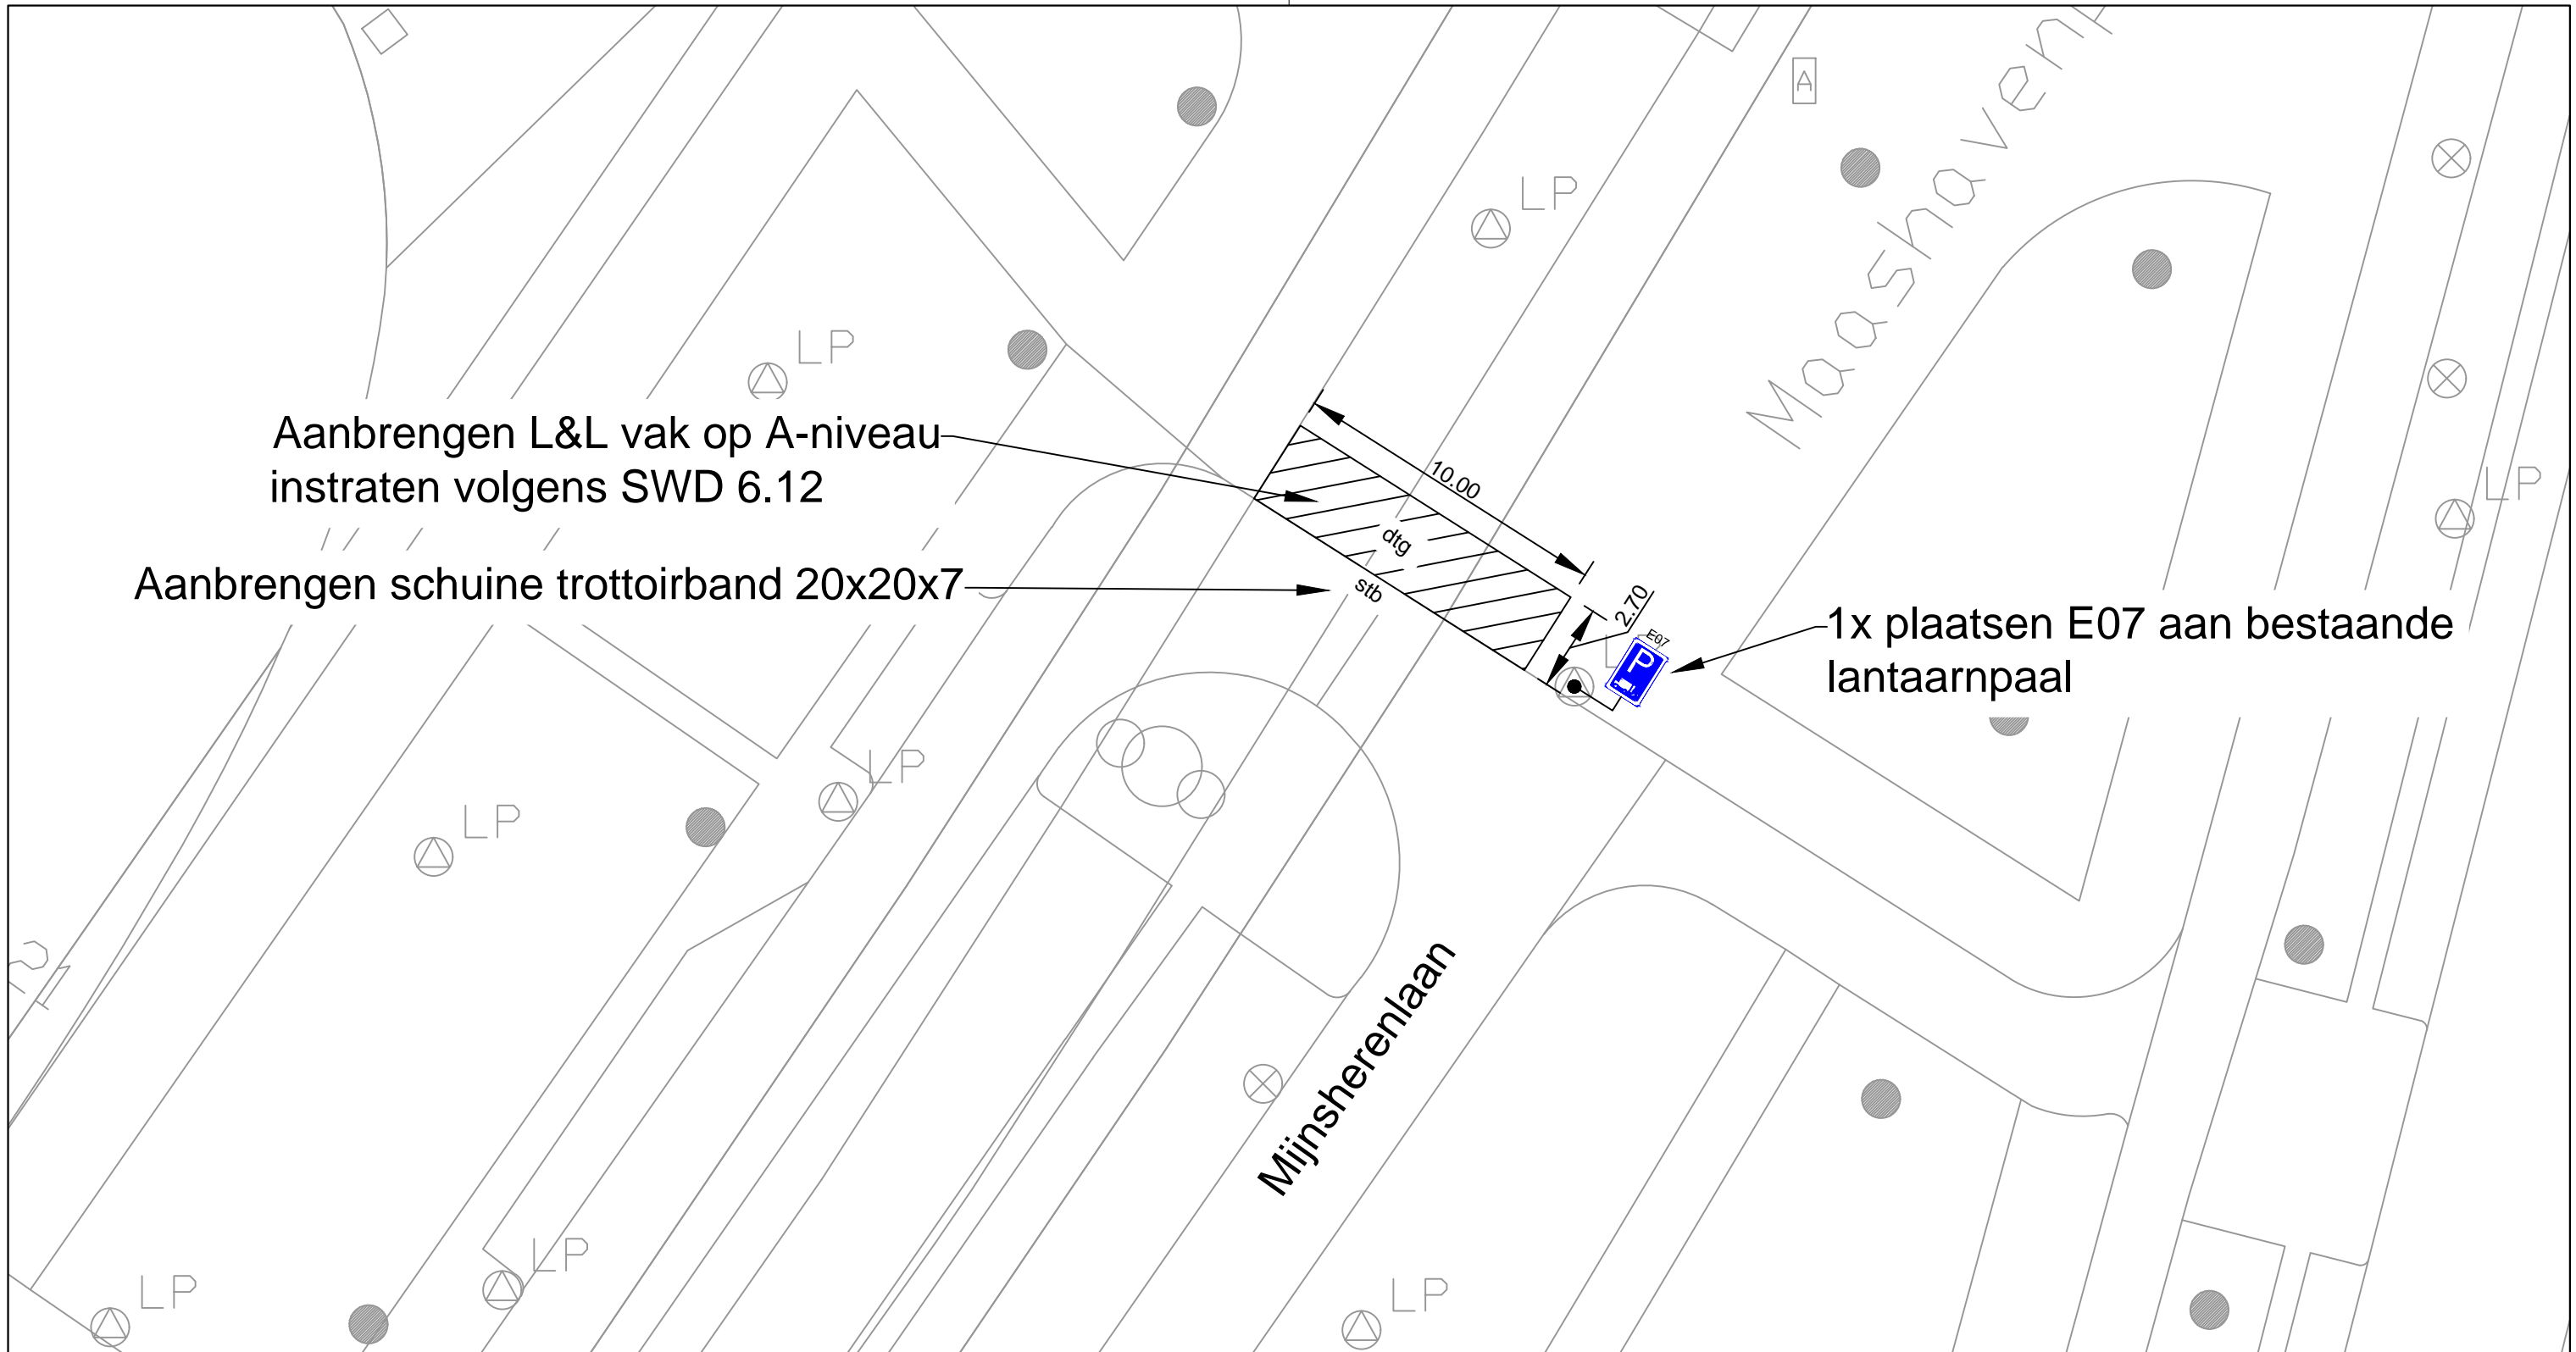 A
Maashaven
LP
LP
Aanbrengen L&L vak op A-niveau
instraten volgens SWD 6.12
10.00
LP
dtg
Aanbrengen schuine trottoirband 20x20x7
stb
2.70
E07
P
1x plaatsen E07 aan bestaande
lantaarnpaal
LP
LP
Mijnsherenlaan
LP
LP
LP